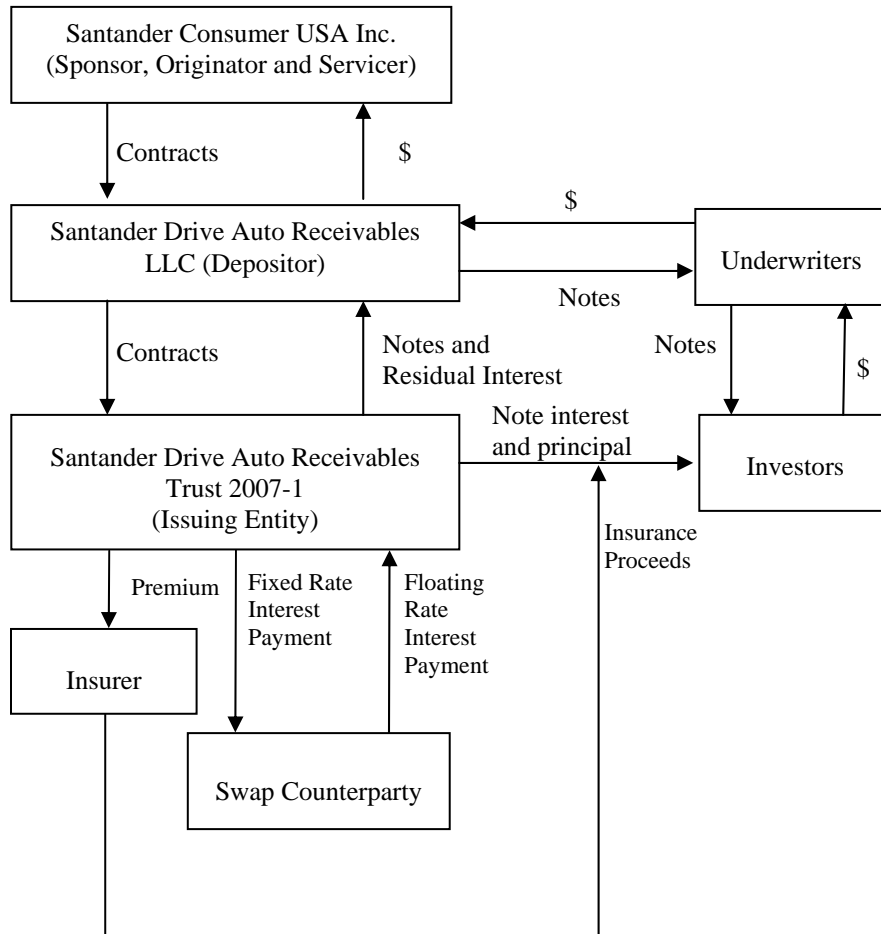 Santander Consumer USA Inc.
(Sponsor, Originator and Servicer)
Contracts
$
Santander Drive Auto Receivables
LLC (Depositor)
$
Underwriters
Notes
Contracts
Notes and
Residual Interest
Notes
$
Santander Drive Auto Receivables
Trust 2007-1
(Issuing Entity)
Note interest
and principal
Investors
Premium
Fixed Rate
Interest
Payment
Floating
Rate
Interest
Payment
Insurance
Proceeds
Insurer
Swap Counterparty